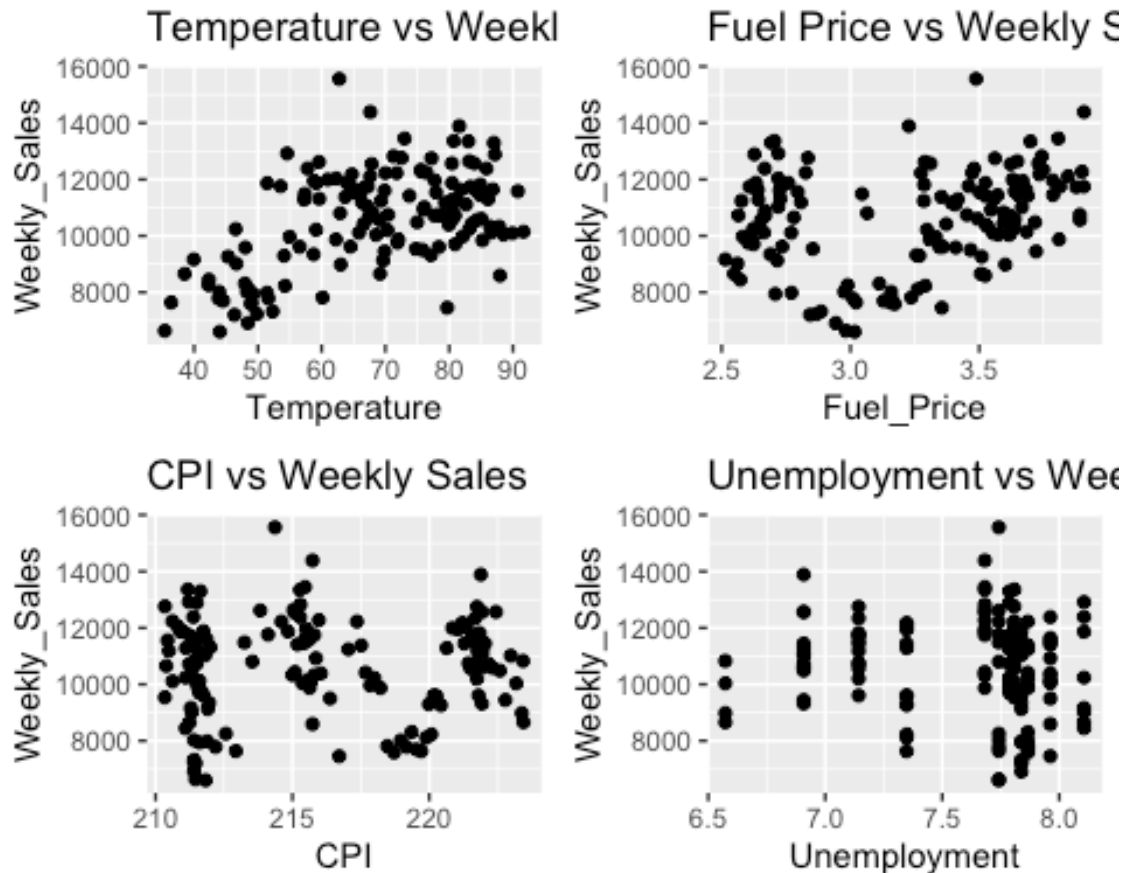 Temperature vs Weekl
Weekly_Sales
16000
14000
12000
10000
8000
40 50 60 70 80 90
Temperature
Fuel Price vs Weekly S
Weekly_Sales
16000
14000
12000
10000
8000
2.5 3.0 3.5
Fuel_Price
CPI vs Weekly Sales
Weekly_Sales
16000
14000
12000
10000
8000
210 215 220
CPI
Unemployment vs Wee
Weekly_Sales
16000
14000
12000
10000
8000
6.5 7.0 7.5 8.0
Unemployment